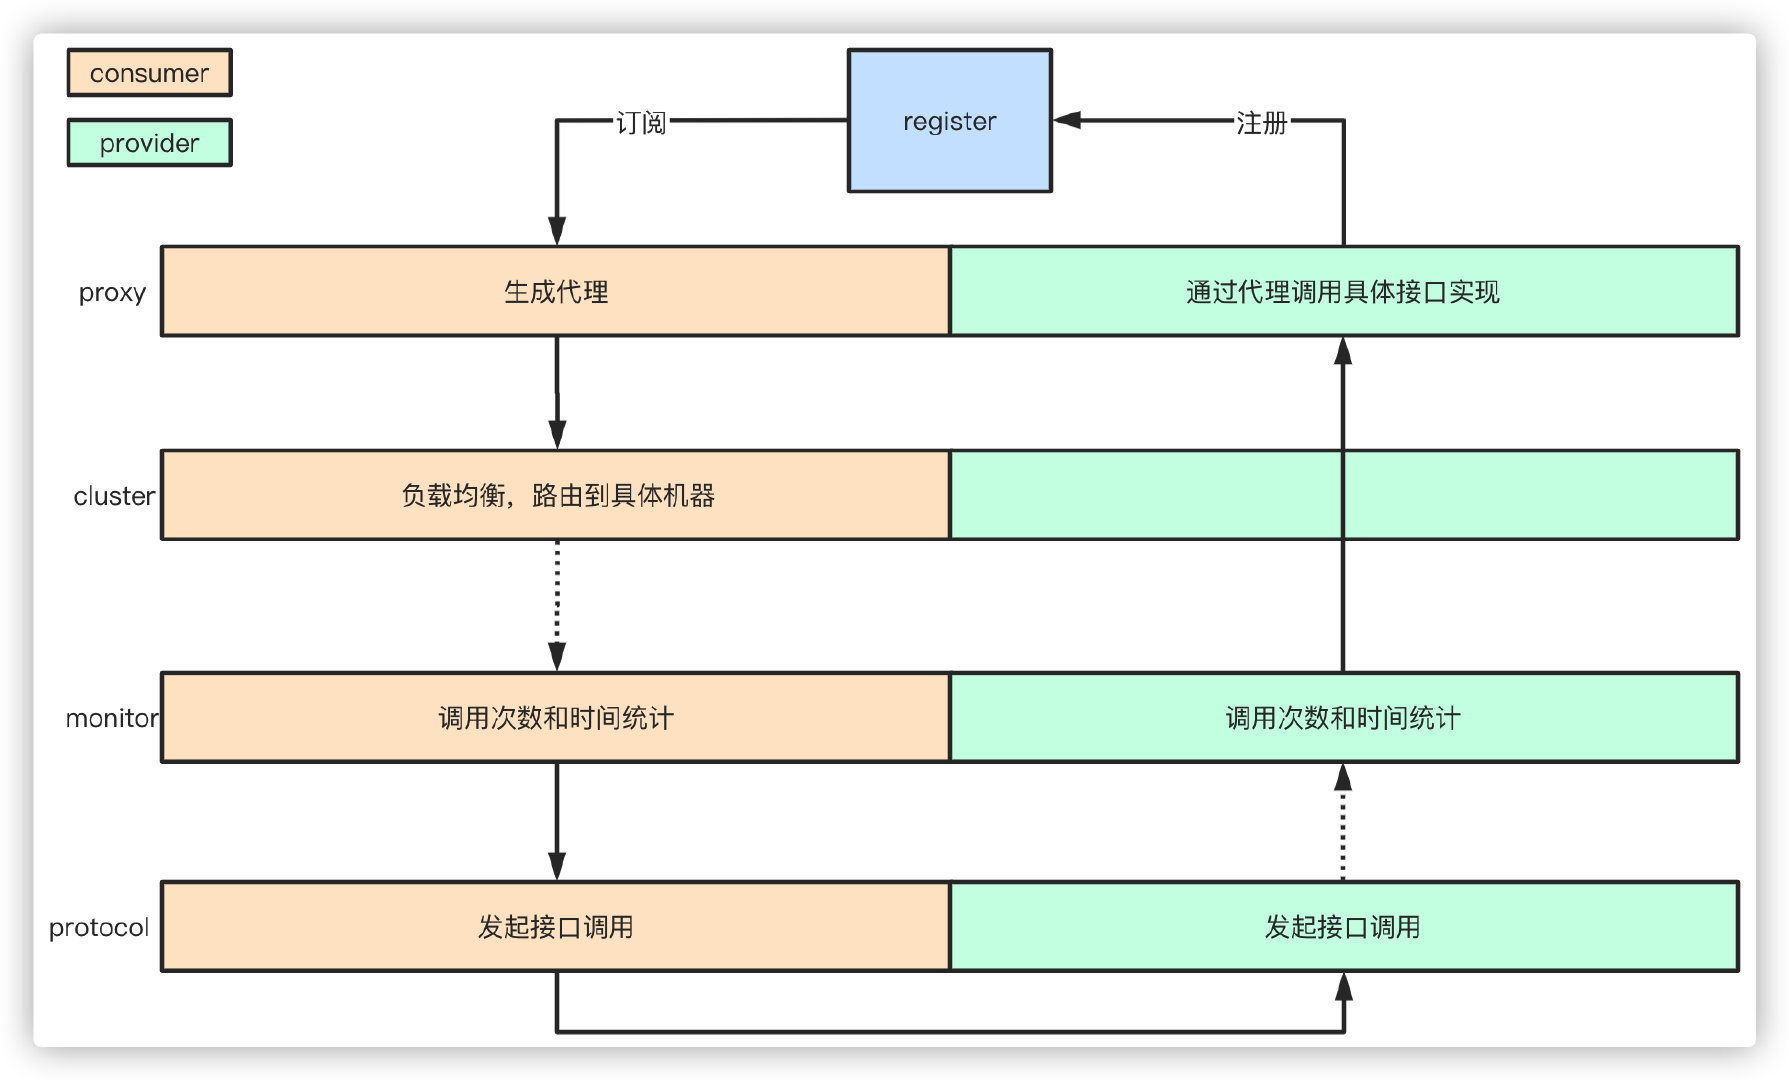 consumer
provider
register
订阅
注册
proxy
生成代理
通过代理调用具体接口实现
cluster
负载均衡，路由到具体机器
monitor
调用次数和时间统计
调用次数和时间统计
protocol
发起接口调用
发起接口调用